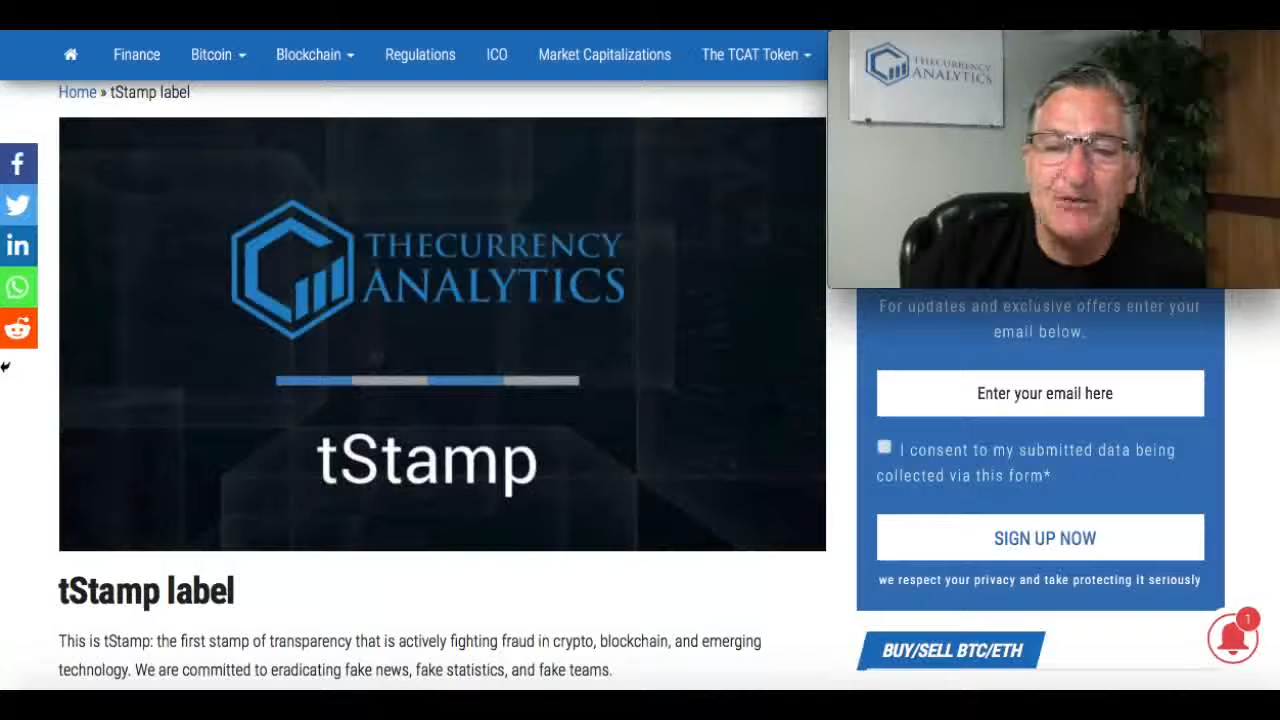 Finance Bitcoin Blockchain Regulations ICO Market Capitalizations The TCAT Token
THECURRENCY
ANALYTICS
Home » tStamp label
THECURRENCY
ANALYTICS
tStamp
For updates and exclusive offers enter your
email below.
Enter your email here
I consent to my submitted data being
collected via this form*
SIGN UP NOW
we respect your privacy and take protecting it seriously
tStamp label
This is tStamp: the first stamp of transparency that is actively fighting fraud in crypto, blockchain, and emerging
technology. We are committed to eradicating fake news, fake statistics, and fake teams.
1
BUY/SELL BTC/ETH